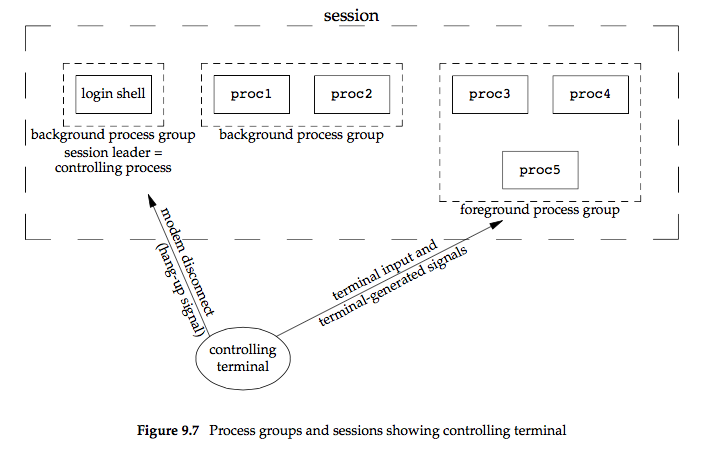 session
login shell
proc1
proc2
proc3
proc4
proc5
background process group
session leader =
controlling process
background process group
foreground process group
modem disconnect
(hang-up signal)
terminal input and
terminal-generated signals
controlling
terminal
Figure 9.7 Process groups and sessions showing controlling terminal